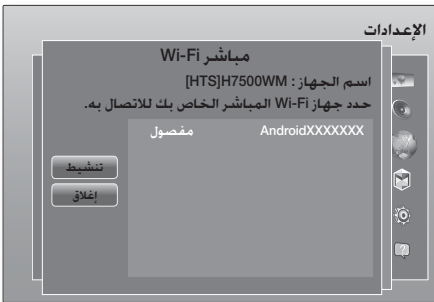 الإعدادات
مباشر Wi-Fi
اسم الجهاز : HTS]H7500WM]
حدد جهاز Wi-Fi المباشر الخاص بك للاتصال به.
AndroidXXXXXXX مفصول
تنشيط
إغلاق